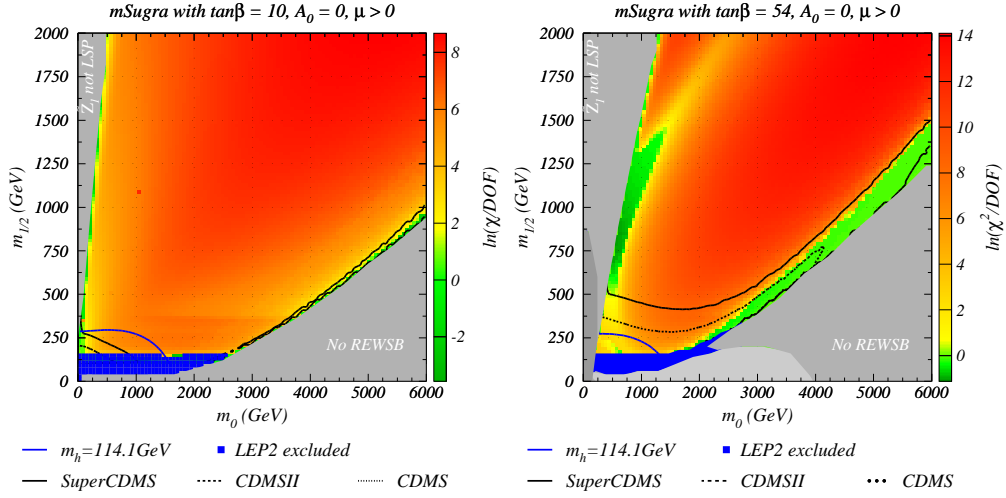 mSugra with tanβ = 10, A₀ = 0, μ > 0
m₁/₂ (GeV)
2000
1750
1500
1250
1000
750
500
250
0
Z̃₁ not LSP
No REWSB
0 1000 2000 3000 4000 5000 6000
m₀ (GeV)
8
6
4
2
0
-2
ln(χ/DOF)
m_h=114.1GeV
LEP2 excluded
SuperCDMS
CDMSII
CDMS
mSugra with tanβ = 54, A₀ = 0, μ > 0
m₁/₂ (GeV)
2000
1750
1500
1250
1000
750
500
250
0
Z̃₁ not LSP
No REWSB
0 1000 2000 3000 4000 5000 6000
m₀ (GeV)
14
12
10
8
6
4
2
0
ln(χ²/DOF)
m_h=114.1GeV
LEP2 excluded
SuperCDMS
CDMSII
CDMS